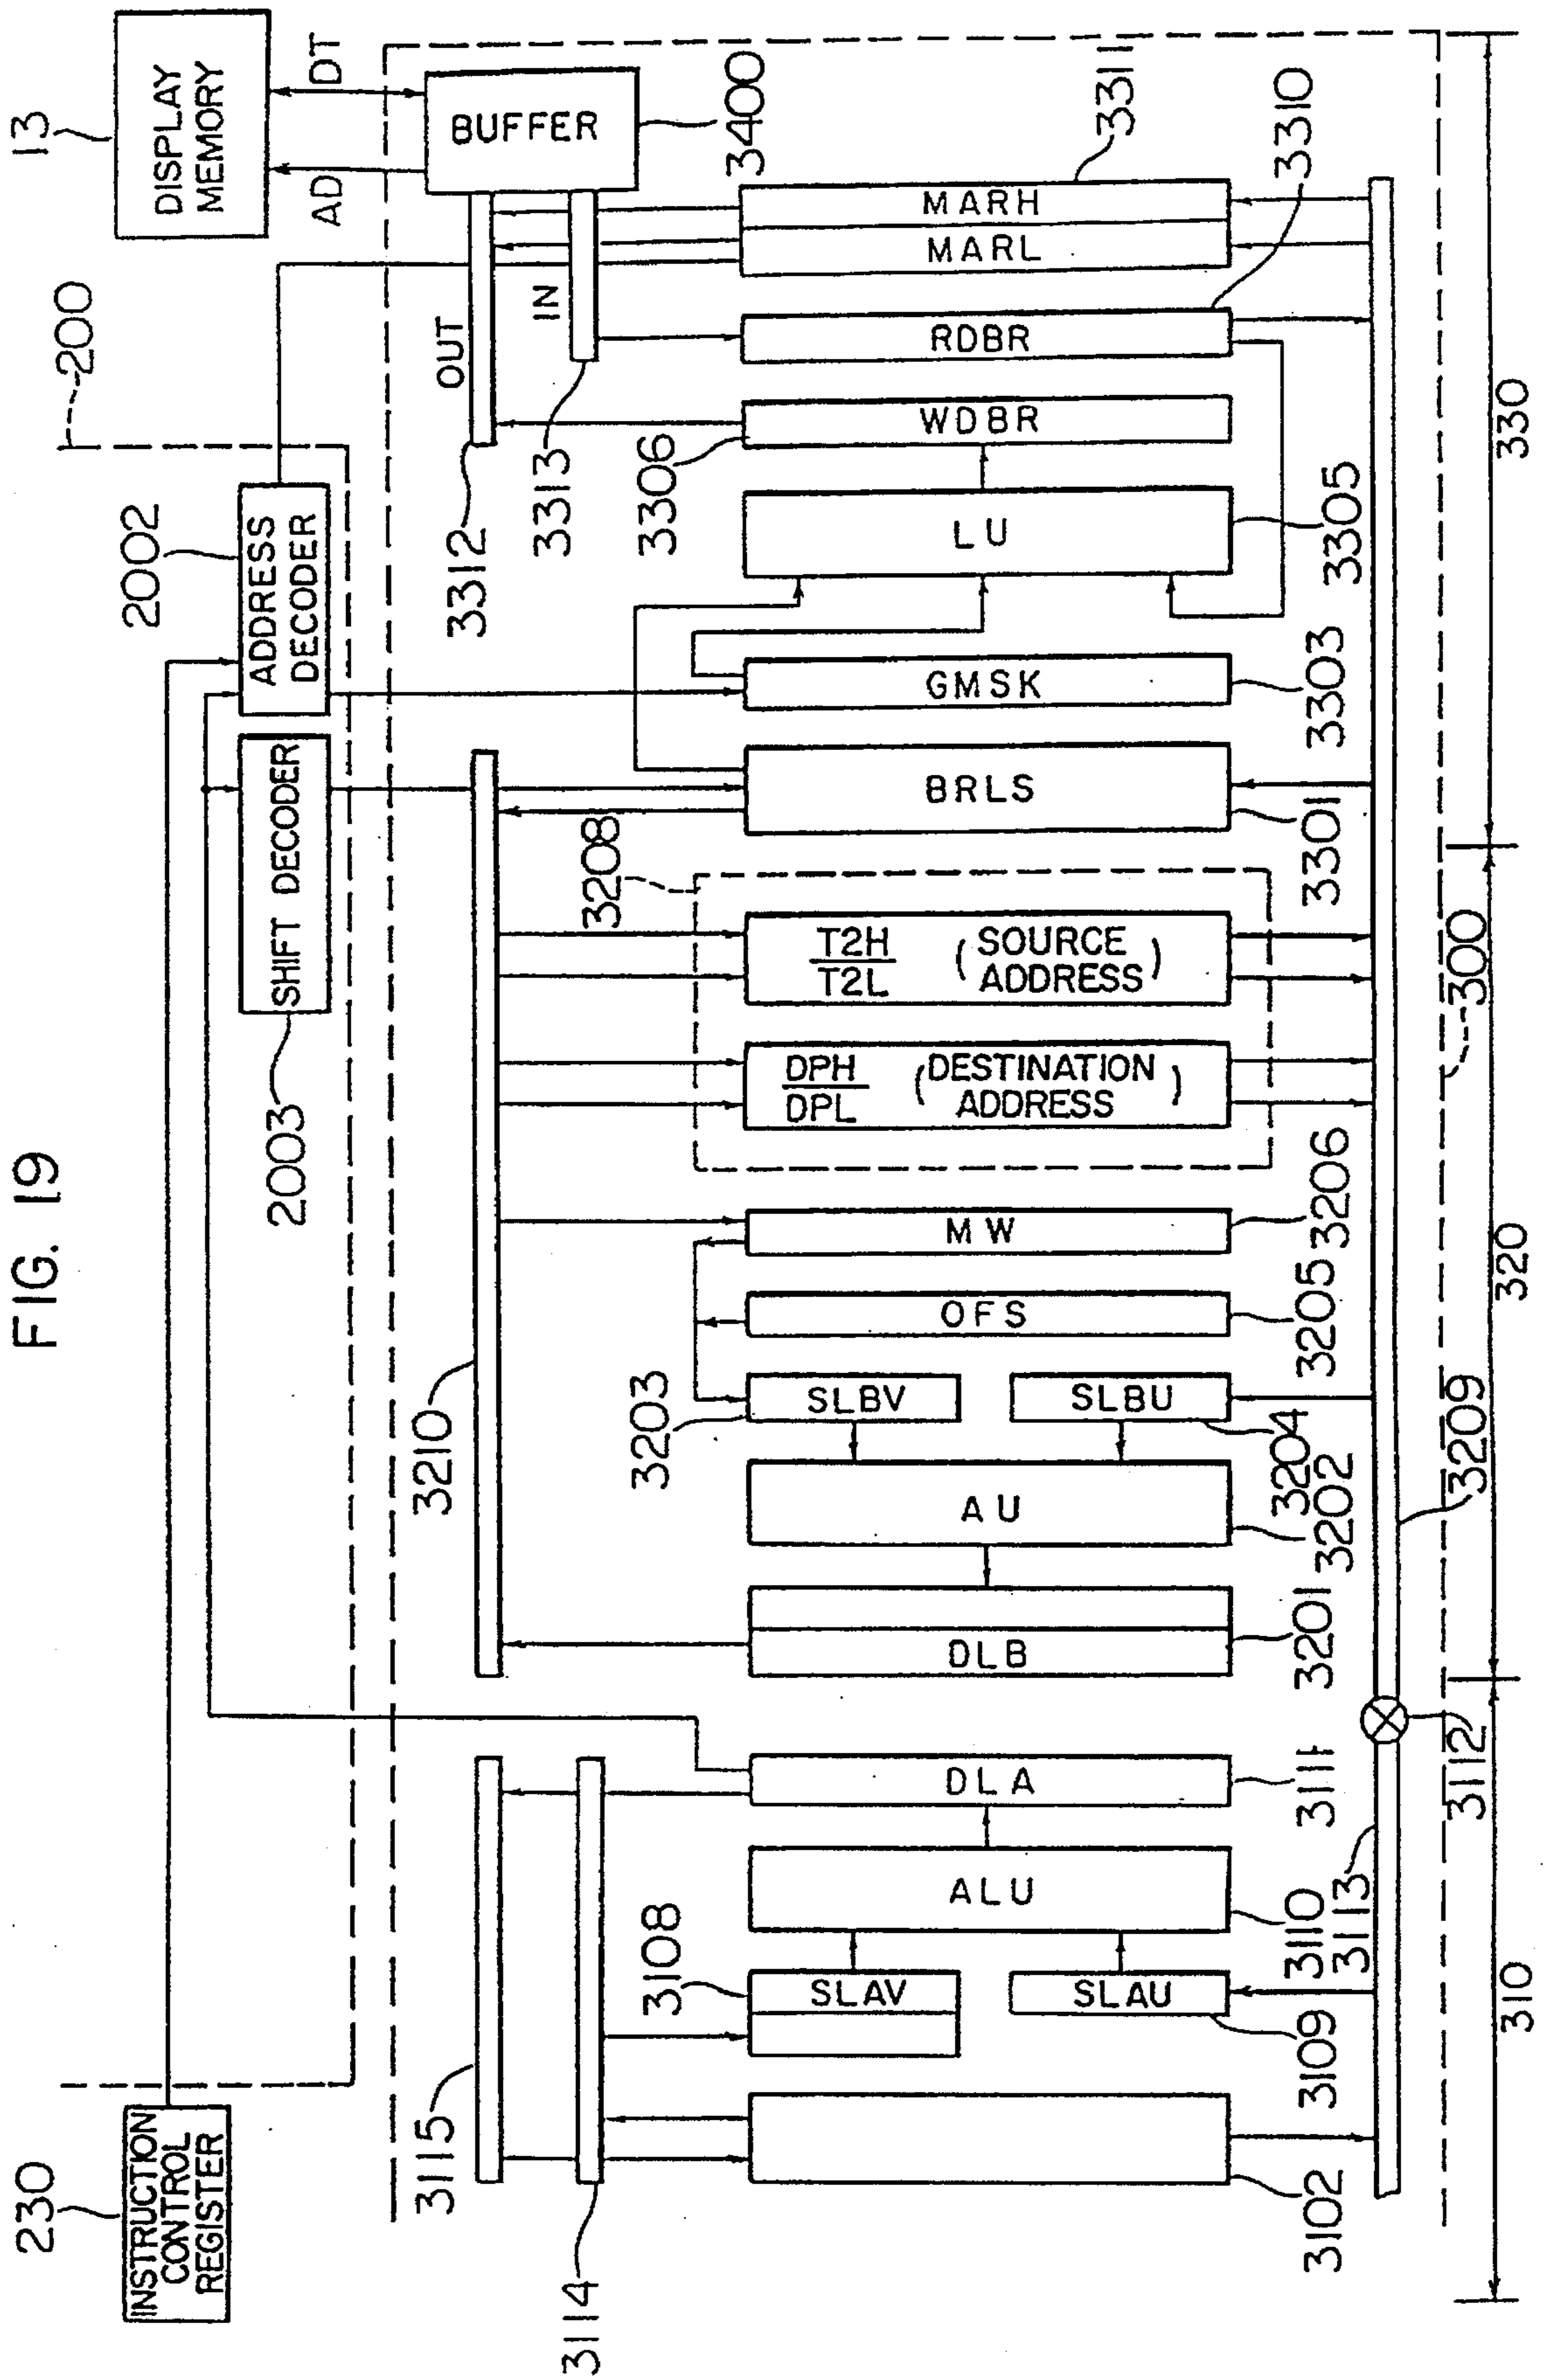 FIG. 19
13
DISPLAY
MEMORY
AD
DT
BUFFER
3400
200
2002
ADDRESS
DECODER
SHIFT DECODER
2003
230
INSTRUCTION
CONTROL
REGISTER
OUT
IN
3312
3313
3306
MARH
MARL
3311
RDBR
3310
WDBR
LU
3305
GMSK
3303
BRLS
3301
330
3208
T2H
T2L
(SOURCE
ADDRESS)
DPH
DPL
(DESTINATION
ADDRESS)
3210
MW
3206
OFS
3205
3203
SLBV
SLBU
3204
AU
3202
DLB
3201
3209
300
320
3112
DLA
3111
ALU
3110
3113
3108
SLAV
SLAU
3109
3115
3114
3102
310